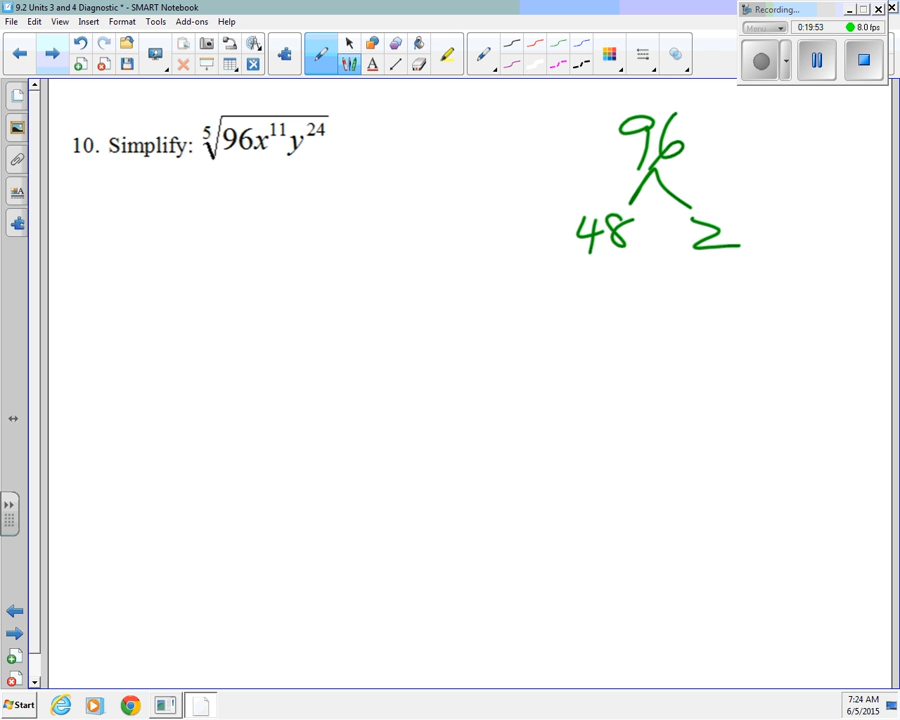 9.2 Units 3 and 4 Diagnostic * - SMART Notebook
Recording...
File Edit View Insert Format Tools Add-ons Help
Menu 0:19:53 8.0 fps
10. Simplify: ⁵√96x¹¹y²⁴
96
48 2
Start
7:24 AM
6/5/2015